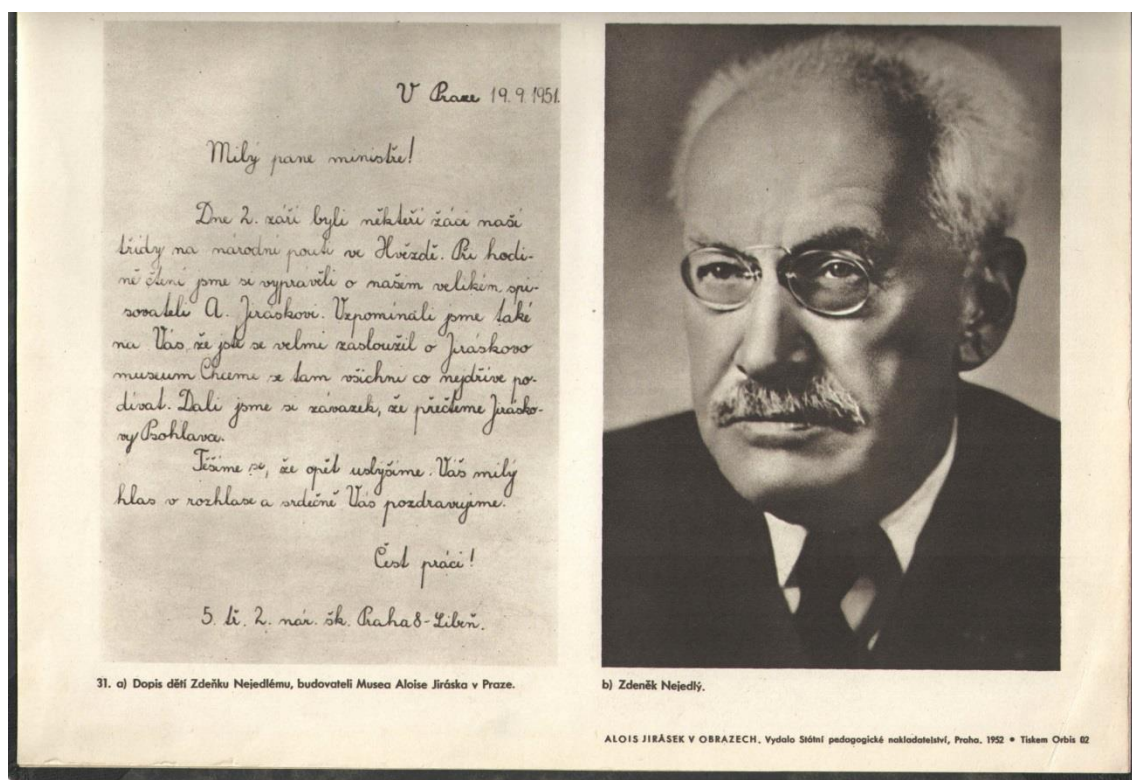 V Praze 19. 9. 1951.
Milý pane ministře!
Dne 2. září byli někteří žáci naší
třídy na národní pouti ve Hvězdě. Při hodi-
ně čtení jsme si vyprávěli o našem velikém spi-
sovateli A. Jiráskovi. Vzpomínali jsme také
na Vás, že jste se velmi zasloužil o Jiráskovo
museum. Chceme se tam všichni co nejdříve po-
dívat. Dali jsme si závazek, že přečteme Jirásko-
vy Psohlavce.
Těšíme se, že opět uslyšíme Váš milý
hlas v rozhlase a srdečně Vás pozdravujeme.
Čest práci!
5. tř. 2. nár. šk. Praha 8-Libeň.
31. a) Dopis dětí Zdeňku Nejedlému, budovateli Musea Aloise Jiráska v Praze.
b) Zdeněk Nejedlý.
ALOIS JIRÁSEK V OBRAZECH. Vydalo Státní pedagogické nakladatelství, Praha. 1952 • Tiskem Orbis 02